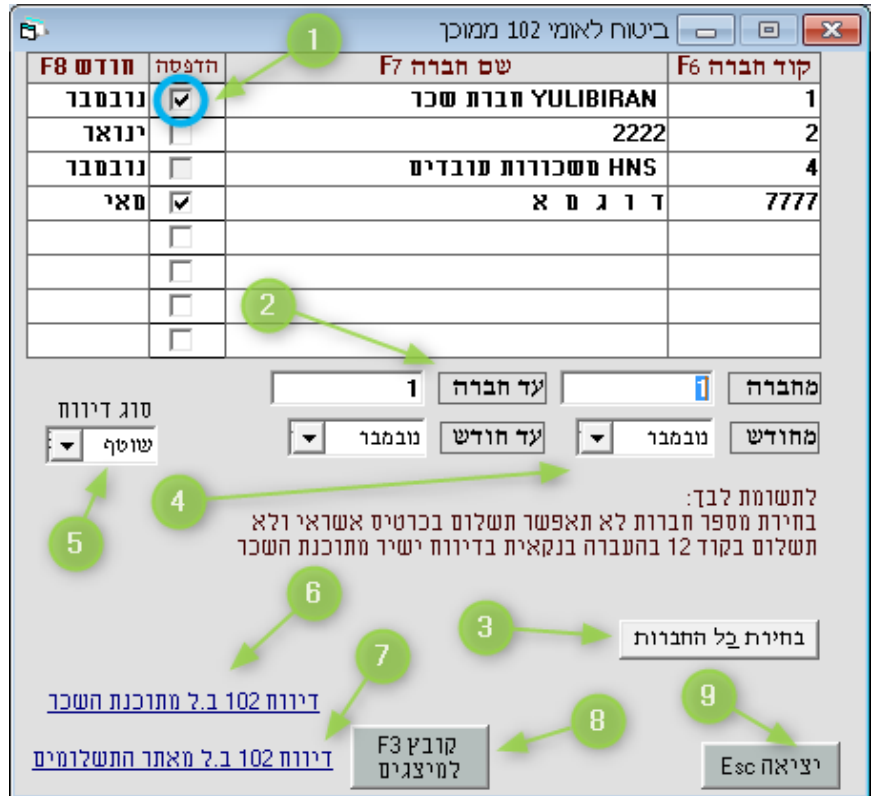 ביטוח לאומי 102 ממוכן
1
קוד חברה F6 שם חברה F7 הדפסה חודש F8
1 YULIBIRAN חברת שכר נובמבר
2 2222 ינואר
4 HNS משכורות עובדים נובמבר
7777 ד ו ג מ א מאי
2
מחברה 1 עד חברה 1
סוג דיווח
מחודש נובמבר עד חודש נובמבר שוטף
4
5
לתשומת לבך:
בחירת מספר חברות לא תאפשר תשלום בכרטיס אשראי ולא
תשלום בקוד 12 בהעברה בנקאית בדיווח ישיר מתוכנת השכר
6
3
בחירת כל החברות
7
9
דיווח 102 ב.ל מתוכנת השכר
8
קובץ F3
למיצגים
דיווח 102 ב.ל מאתר התשלומים
יציאה Esc